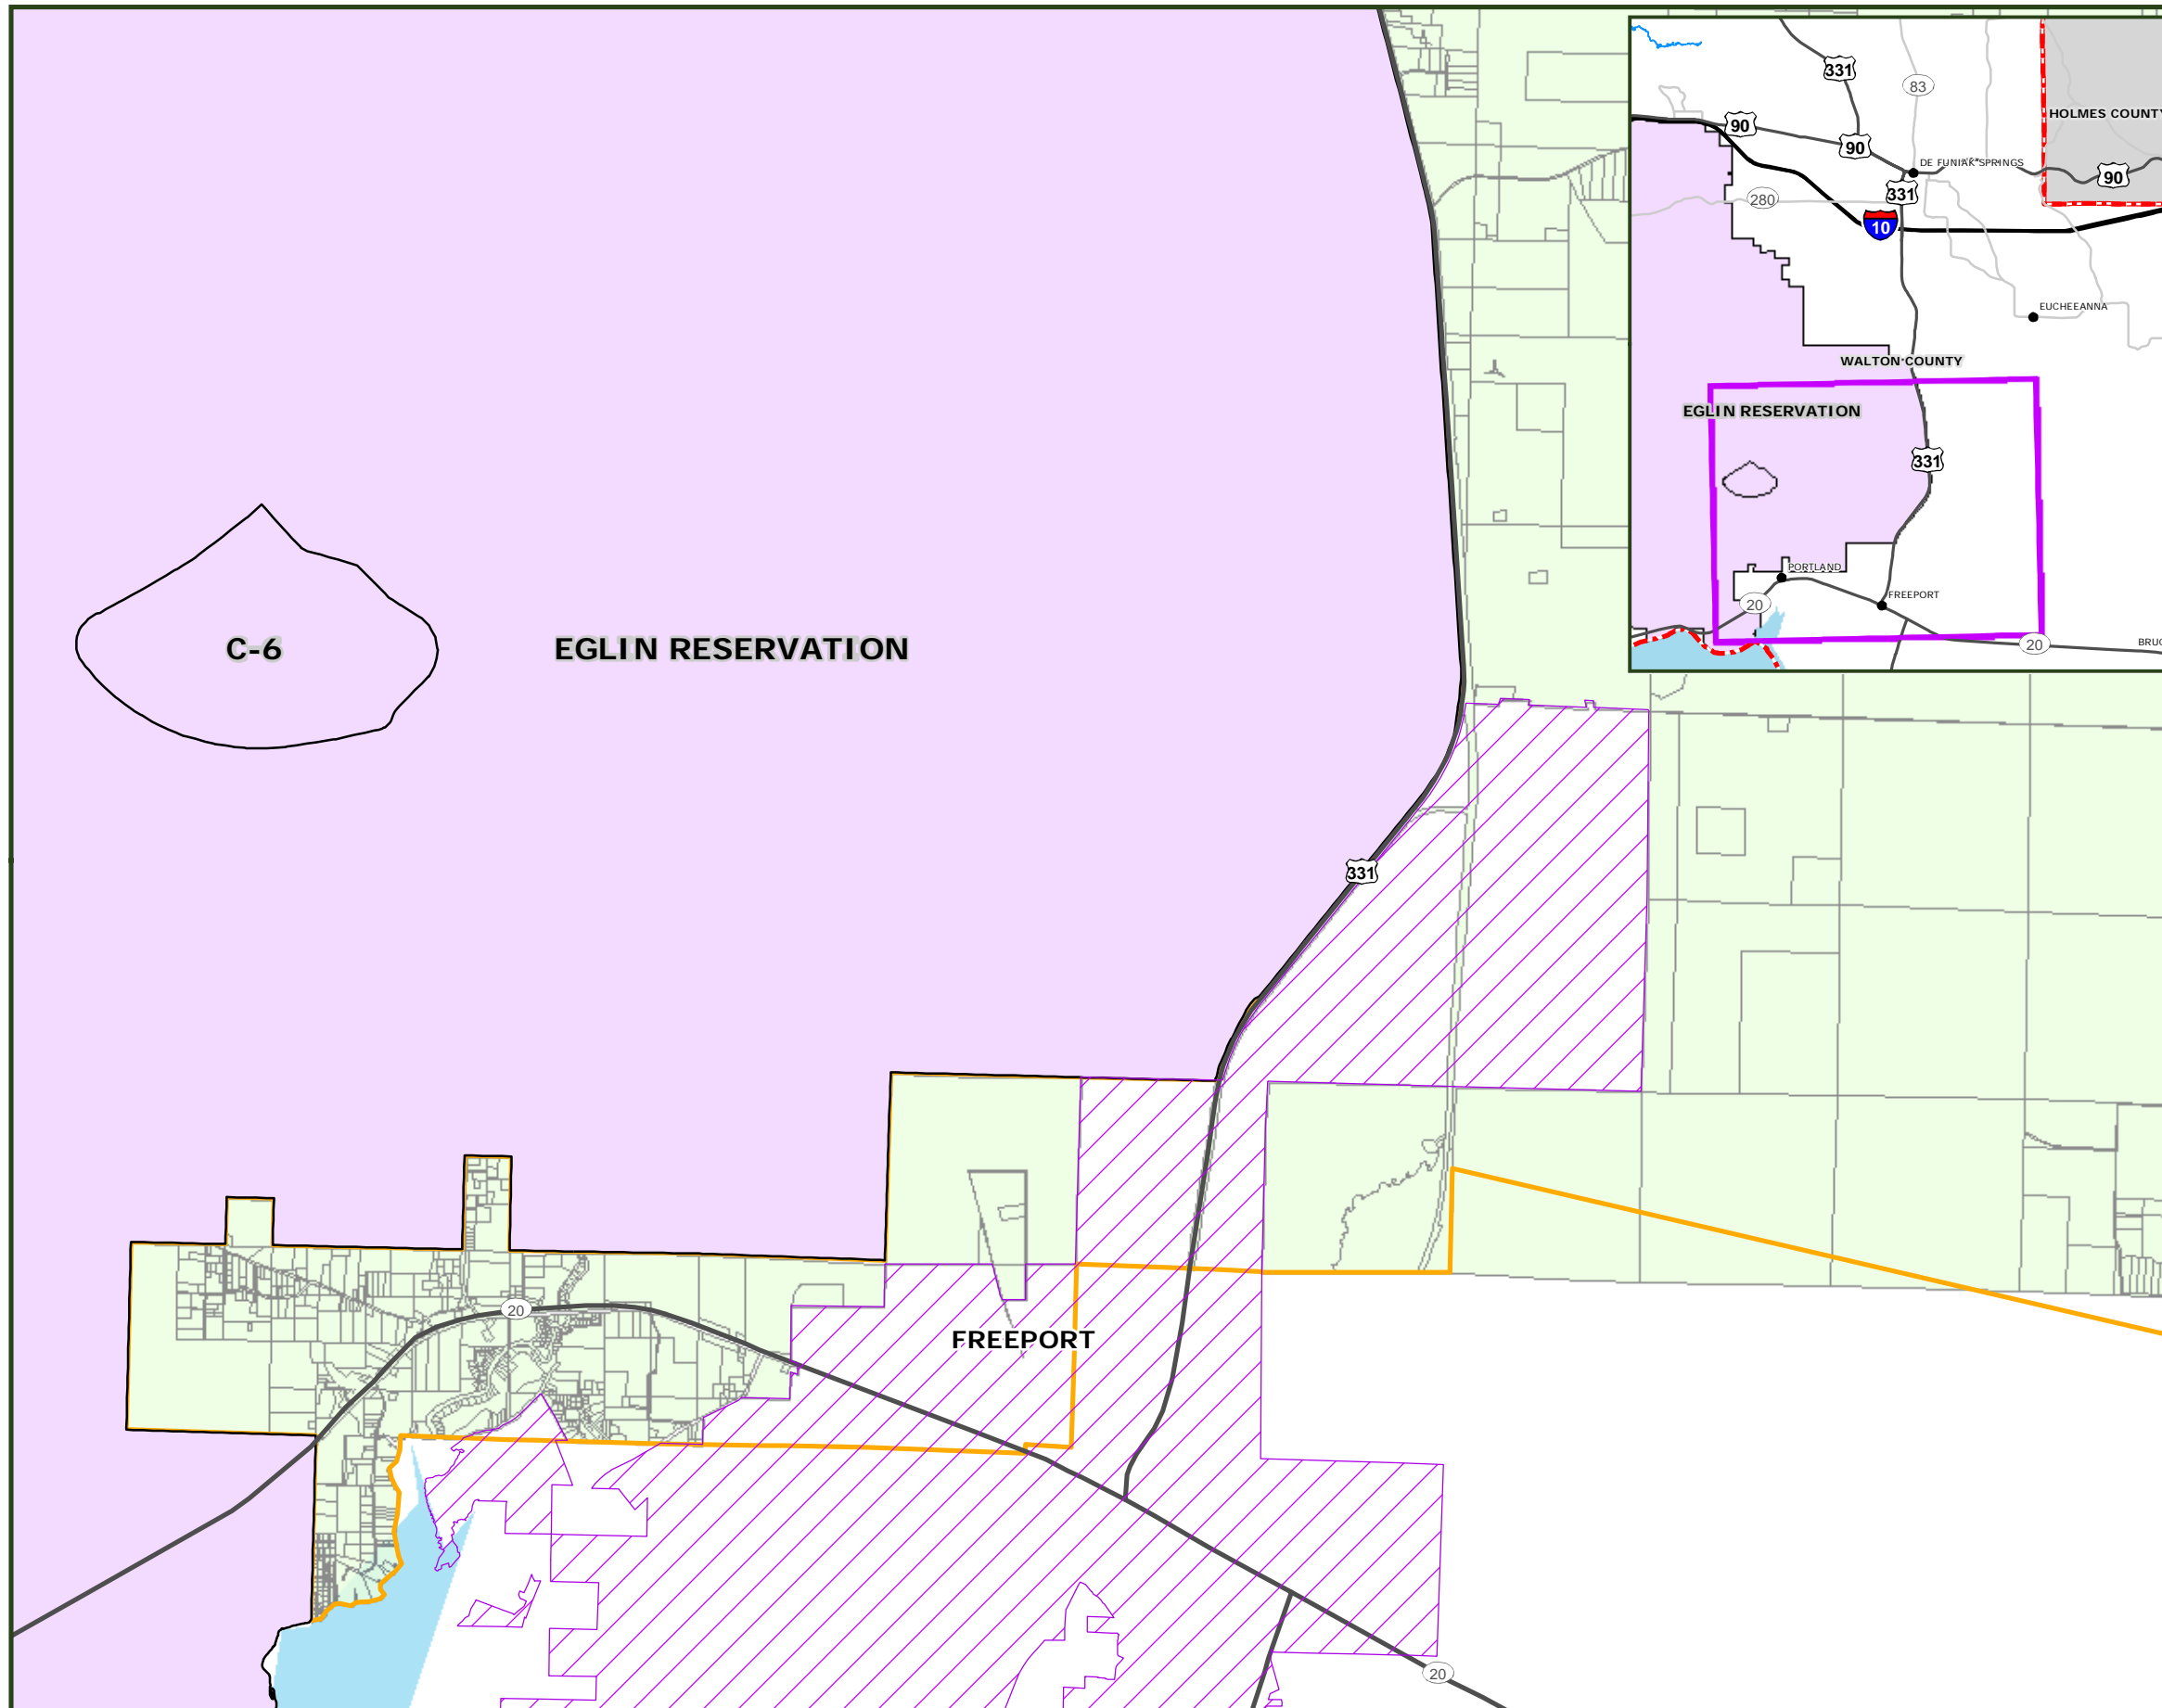 331
83
HOLMES COUNTY
90
90
DE FUNIAK SPRINGS
90
331
280
10
EUCHEEANNA
WALTON COUNTY
EGLIN RESERVATION
331
PORTLAND
20
FREEPORT
20
C-6
EGLIN RESERVATION
331
20
FREEPORT
20